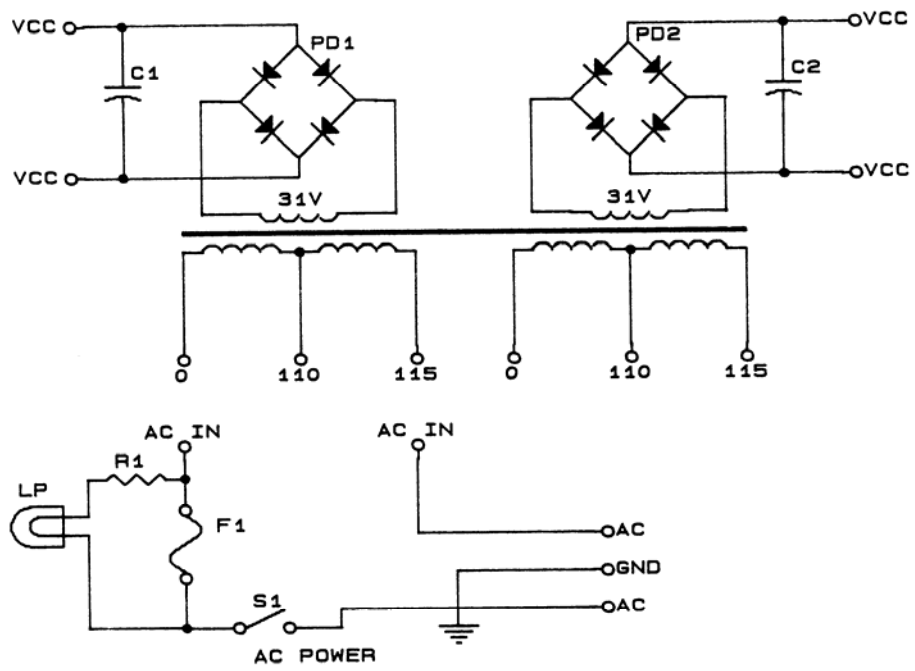 VCC
PD1
C1
VCC
31V
PD2
VCC
C2
VCC
31V
0
110
115
0
110
115
AC IN
R1
LP
F1
S1
AC POWER
AC IN
AC
GND
AC